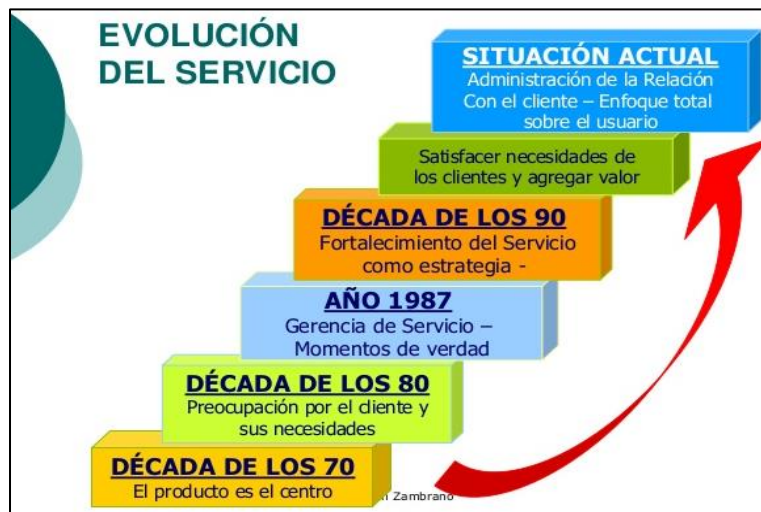 EVOLUCIÓN
DEL SERVICIO
SITUACIÓN ACTUAL
Administración de la Relación
Con el cliente – Enfoque total
sobre el usuario
Satisfacer necesidades de
los clientes y agregar valor
DÉCADA DE LOS 90
Fortalecimiento del Servicio
como estrategia -
AÑO 1987
Gerencia de Servicio –
Momentos de verdad
DÉCADA DE LOS 80
Preocupación por el cliente y
sus necesidades
DÉCADA DE LOS 70
El producto es el centro
Zambrano